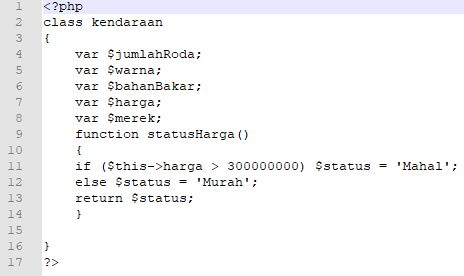 1 <?php
2 class kendaraan
3 {
4 var $jumlahRoda;
5 var $warna;
6 var $bahanBakar;
7 var $harga;
8 var $merek;
9 function statusHarga()
10 {
11 if ($this->harga > 300000000) $status = 'Mahal';
12 else $status = 'Murah';
13 return $status;
14 }
15
16 }
17 ?>